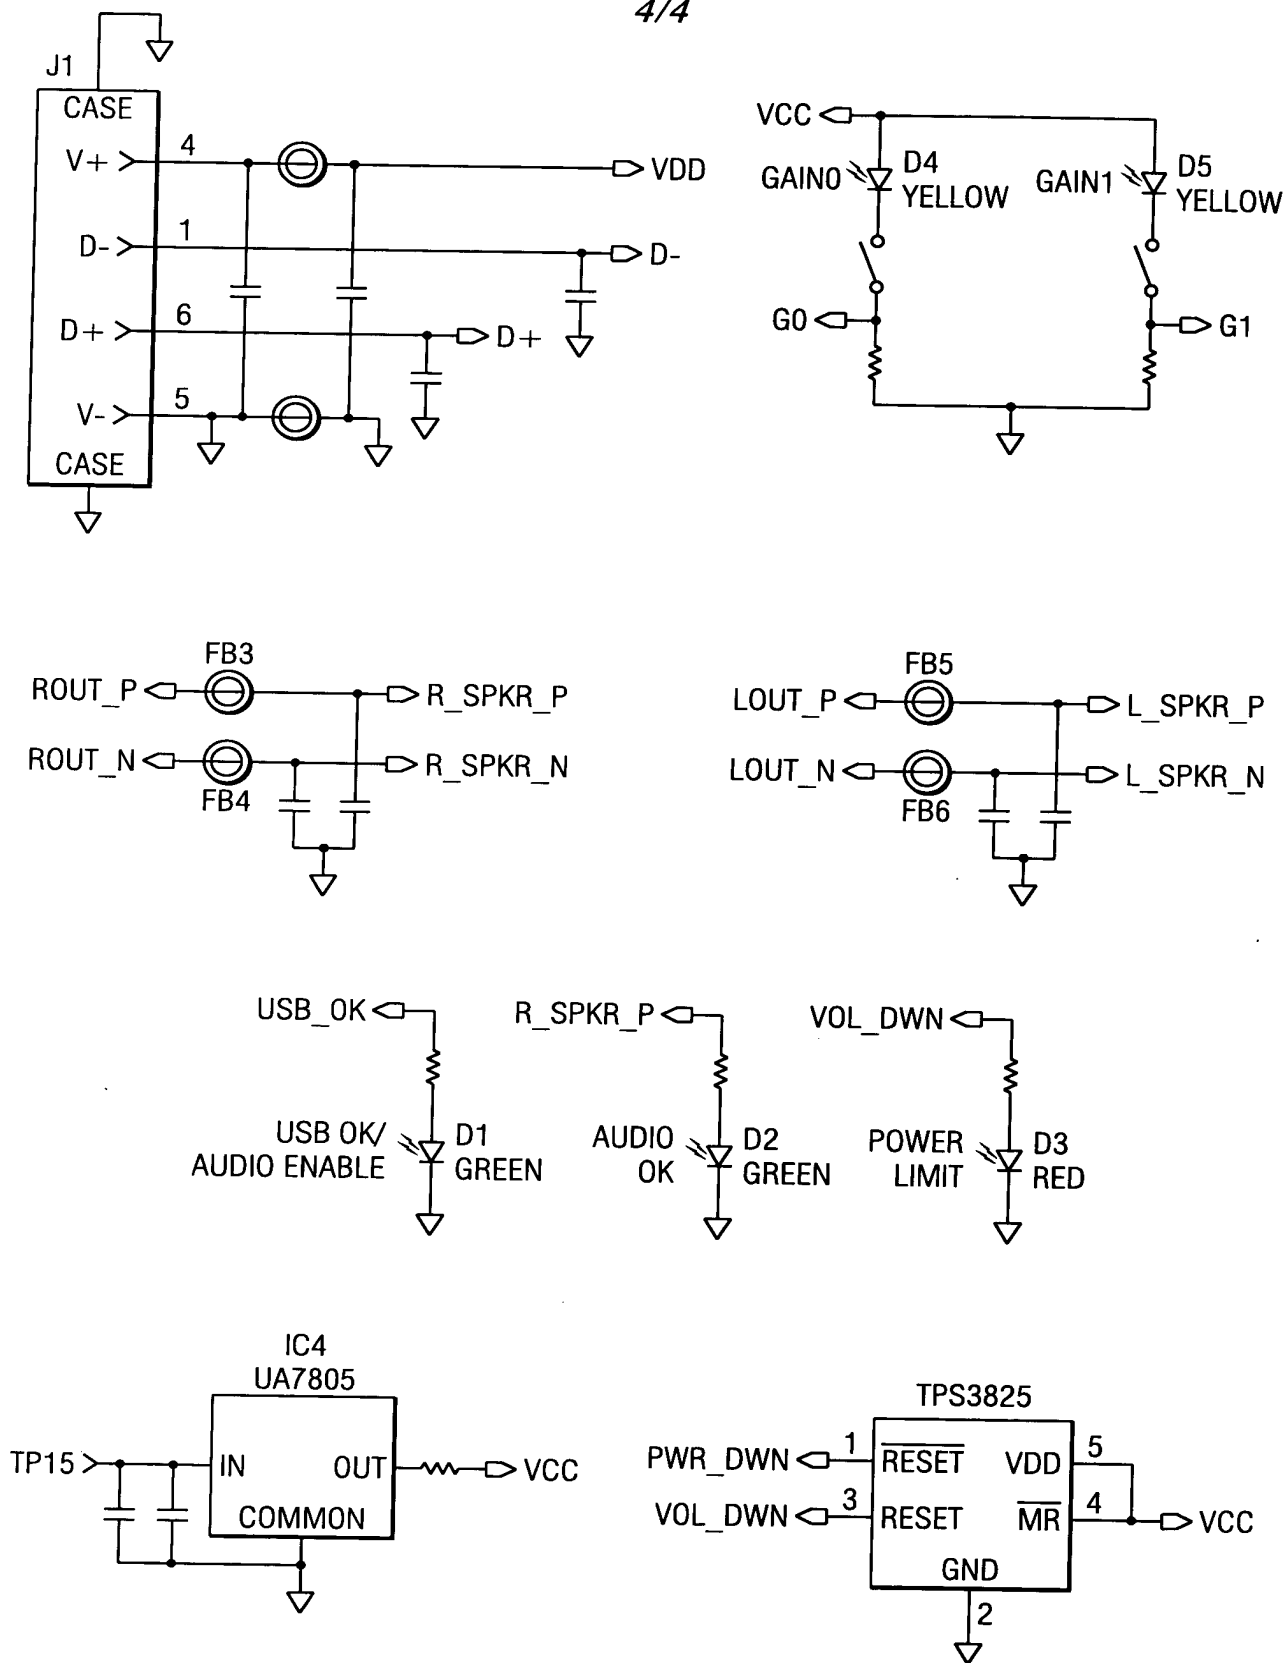 4/4
J1
CASE
V+
4
VDD
D-
1
D-
D+
6
D+
V-
5
CASE
VCC
GAIN0
D4
YELLOW
GAIN1
D5
YELLOW
G0
G1
FB3
ROUT_P
R_SPKR_P
ROUT_N
R_SPKR_N
FB4
FB5
LOUT_P
L_SPKR_P
LOUT_N
L_SPKR_N
FB6
USB_OK
USB OK/
AUDIO ENABLE
D1
GREEN
R_SPKR_P
AUDIO
OK
D2
GREEN
VOL_DWN
POWER
LIMIT
D3
RED
IC4
UA7805
TP15
IN
OUT
VCC
COMMON
TPS3825
PWR_DWN
1
RESET
VDD
5
VOL_DWN
3
RESET
MR
4
VCC
GND
2